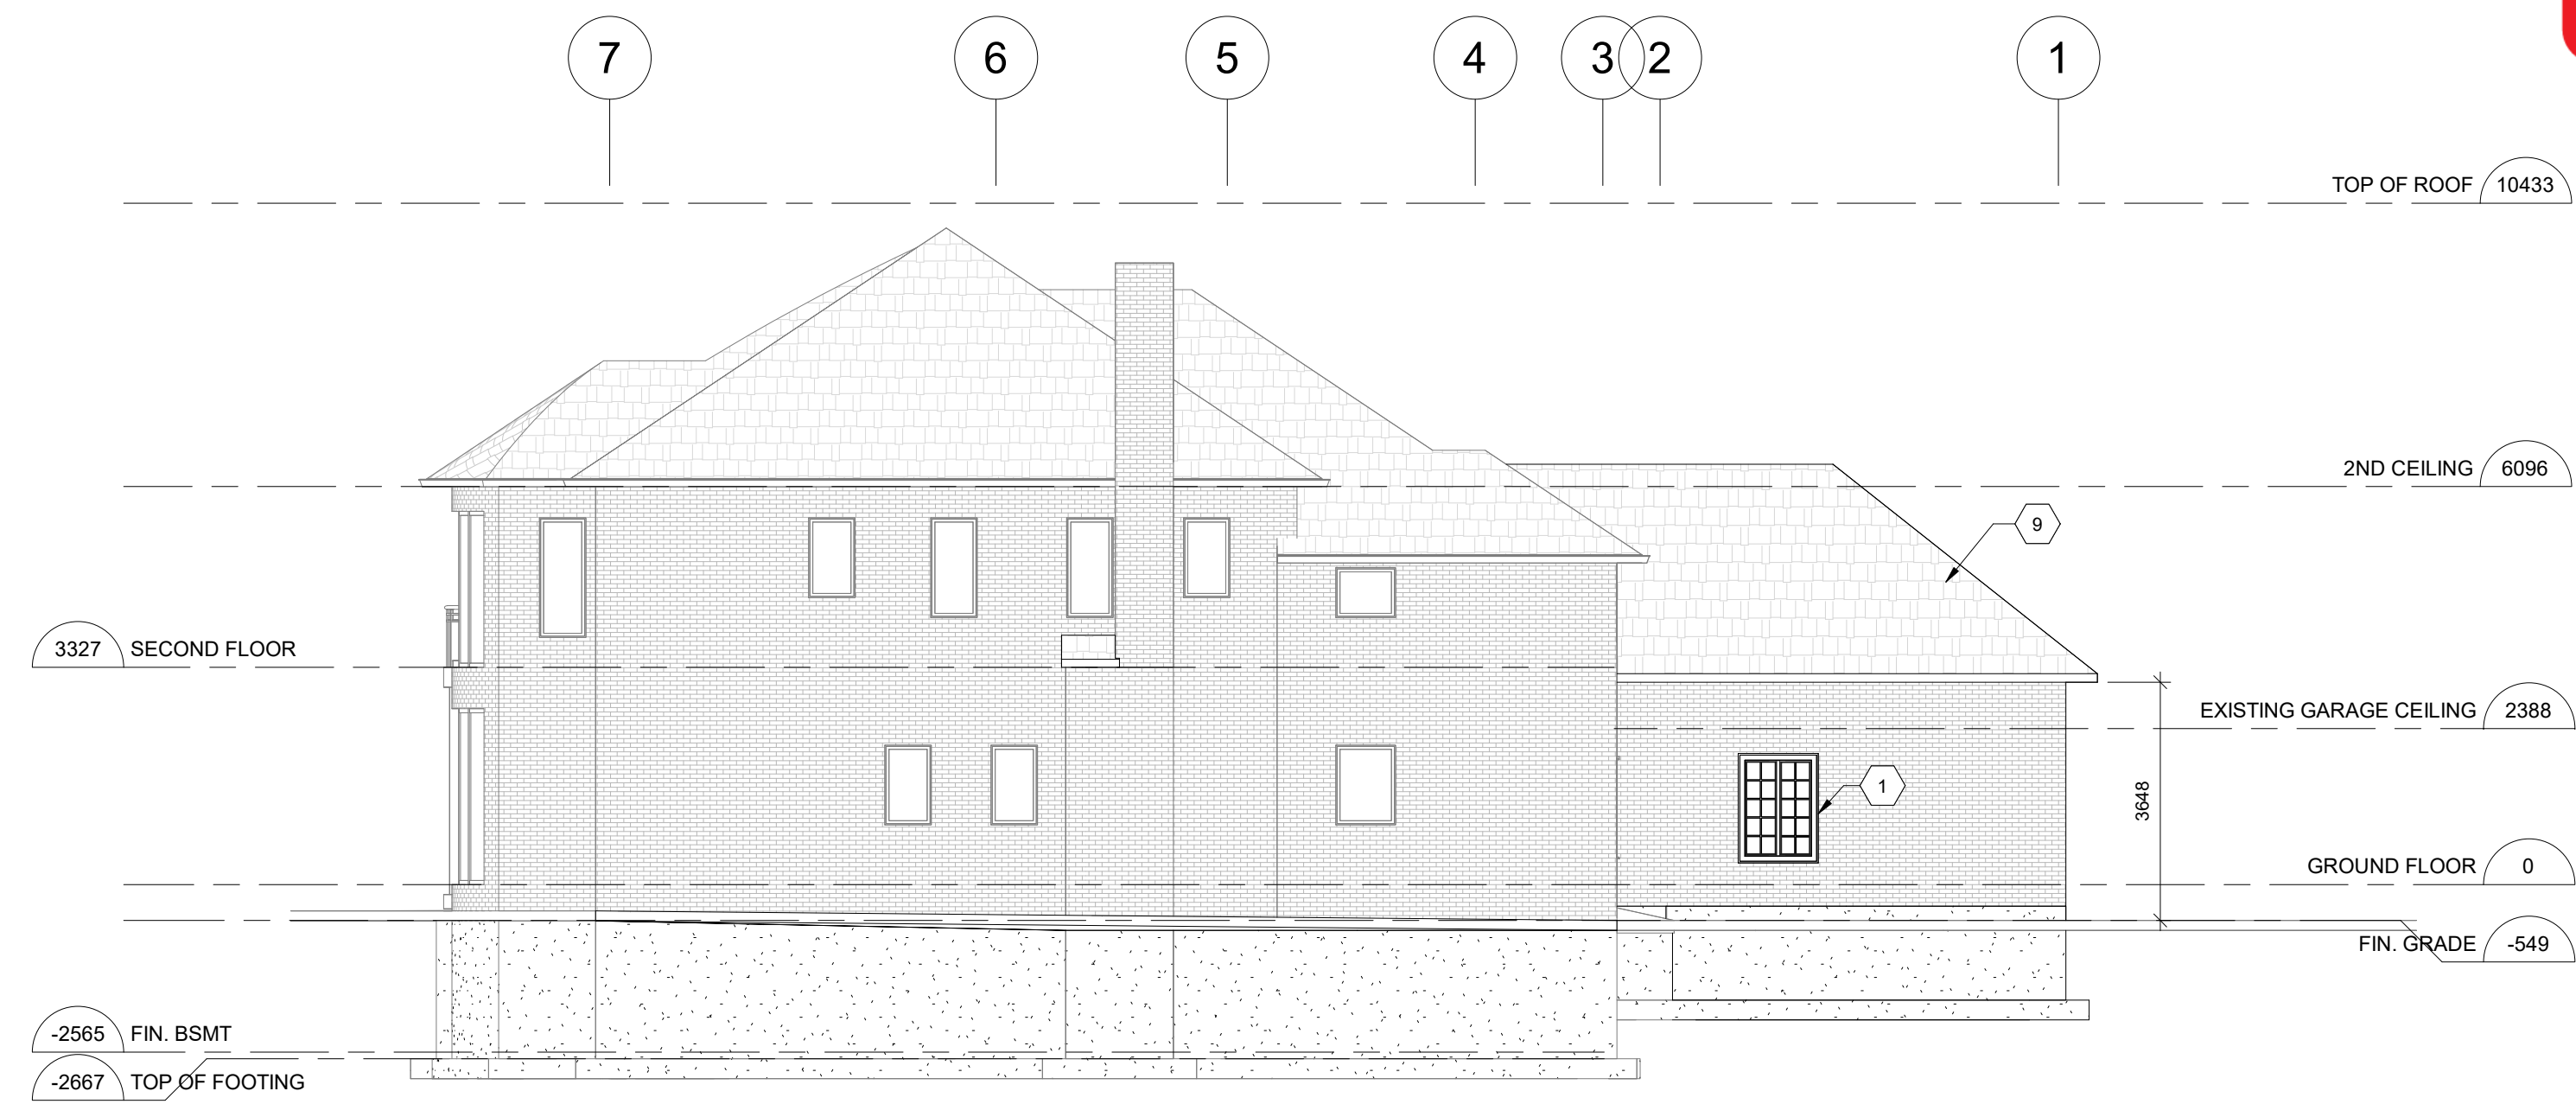 7
6
5
4
3
2
1
TOP OF ROOF 10433
2ND CEILING 6096
9
3327 SECOND FLOOR
EXISTING GARAGE CEILING 2388
1
3648
GROUND FLOOR 0
FIN. GRADE -549
-2565 FIN. BSMT
-2667 TOP OF FOOTING